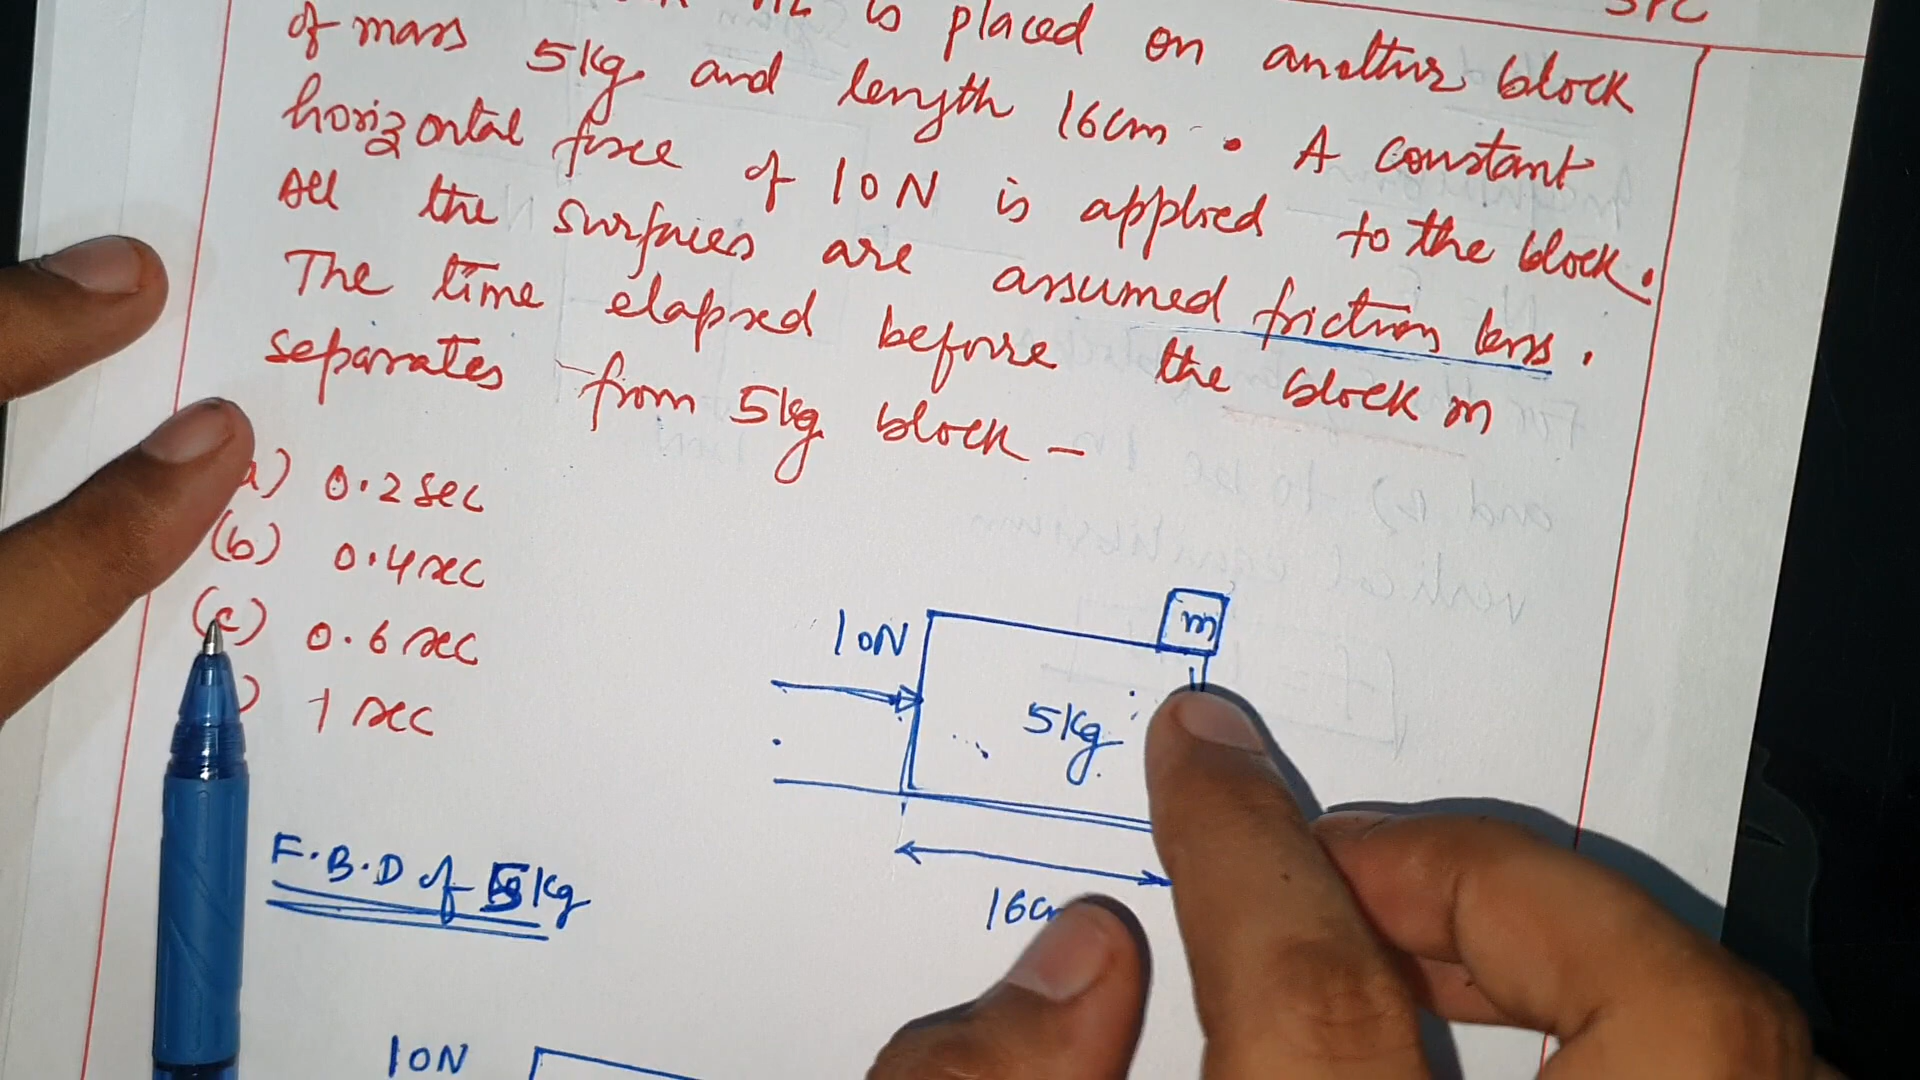 is placed on another block
of mass 5kg and length 16cm. A constant
horizontal force of 10N is applied to the block.
All the surfaces are assumed friction less.
The time elapsed before the block m
separates from 5kg block -
a) 0.2 sec
(b) 0.4 sec
(c) 0.6 sec
) 1 sec
10N
m
5kg
16c
F.B.D of 5kg
10N